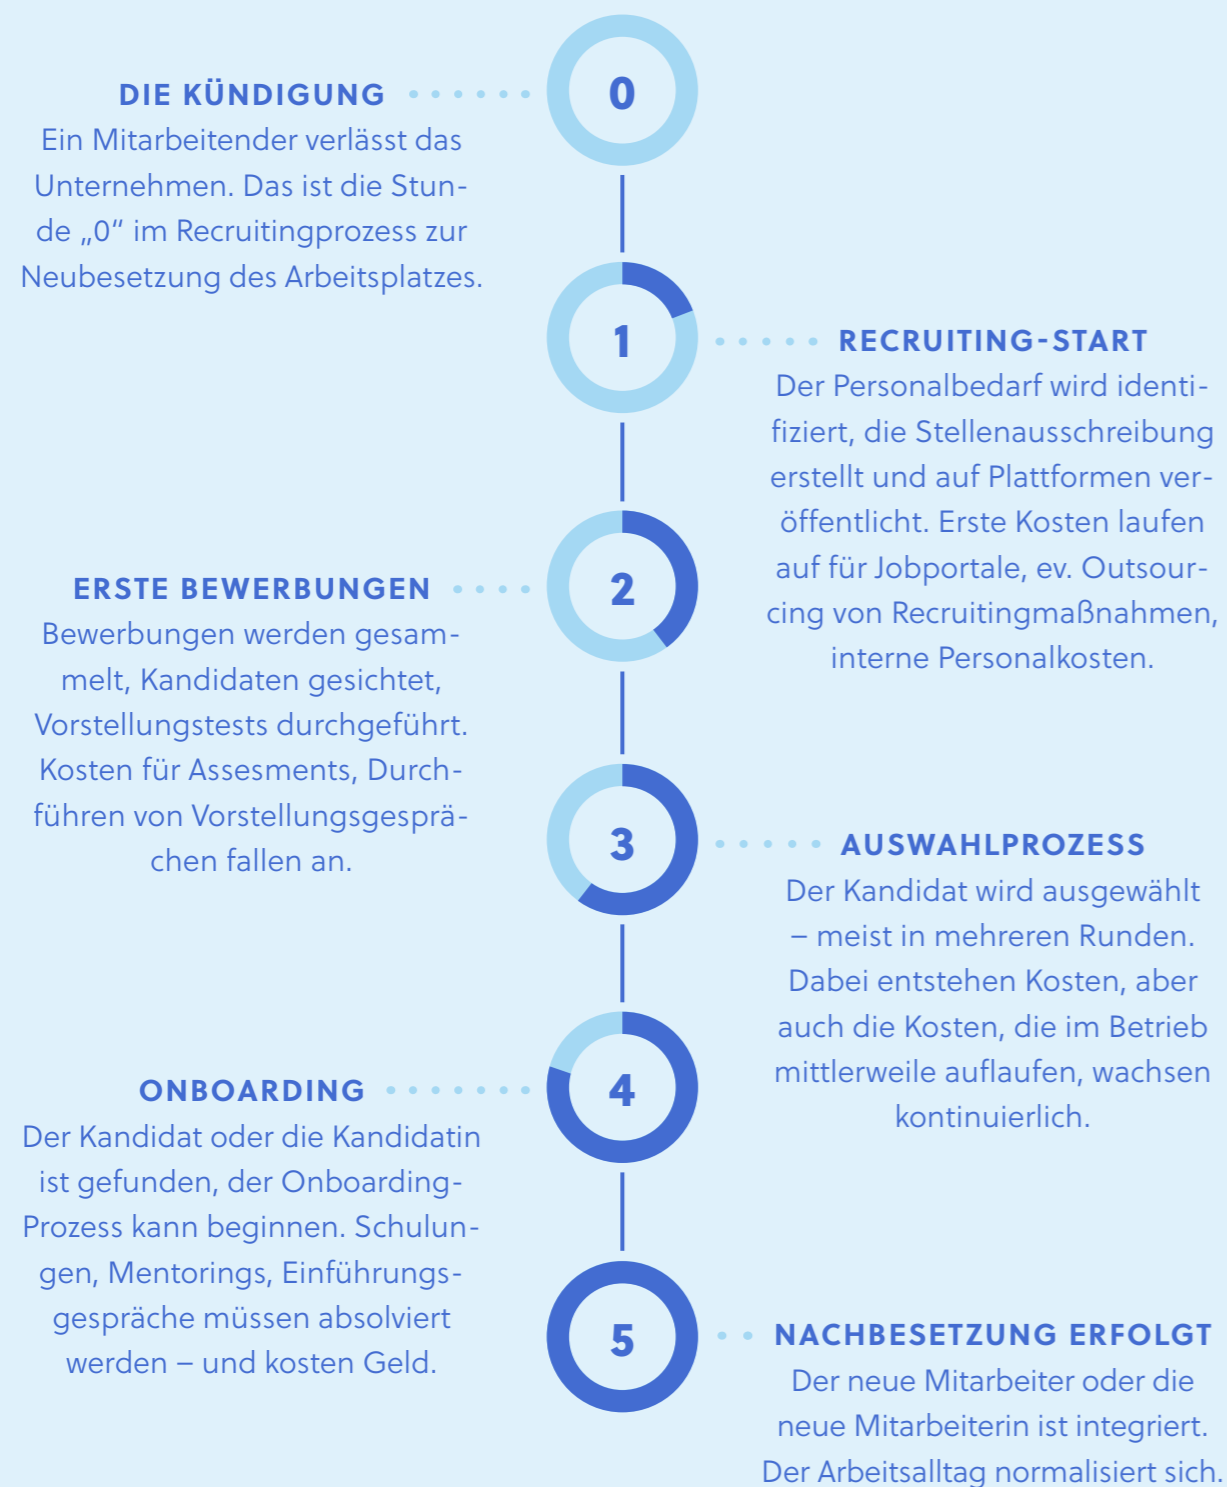 0
DIE KÜNDIGUNG
Ein Mitarbeitender verlässt das
Unternehmen. Das ist die Stun-
de „0“ im Recruitingprozess zur
Neubesetzung des Arbeitsplatzes.
1
RECRUITING-START
Der Personalbedarf wird identi-
fiziert, die Stellenausschreibung
erstellt und auf Plattformen ver-
öffentlicht. Erste Kosten laufen
auf für Jobportale, ev. Outsour-
cing von Recruitingmaßnahmen,
interne Personalkosten.
2
ERSTE BEWERBUNGEN
Bewerbungen werden gesam-
melt, Kandidaten gesichtet,
Vorstellungstests durchgeführt.
Kosten für Assesments, Durch-
führen von Vorstellungsgesprä-
chen fallen an.
3
AUSWAHLPROZESS
Der Kandidat wird ausgewählt
– meist in mehreren Runden.
Dabei entstehen Kosten, aber
auch die Kosten, die im Betrieb
mittlerweile auflaufen, wachsen
kontinuierlich.
4
ONBOARDING
Der Kandidat oder die Kandidatin
ist gefunden, der Onboarding-
Prozess kann beginnen. Schulun-
gen, Mentorings, Einführungs-
gespräche müssen absolviert
werden – und kosten Geld.
5
NACHBESETZUNG ERFOLGT
Der neue Mitarbeiter oder die
neue Mitarbeiterin ist integriert.
Der Arbeitsalltag normalisiert sich.